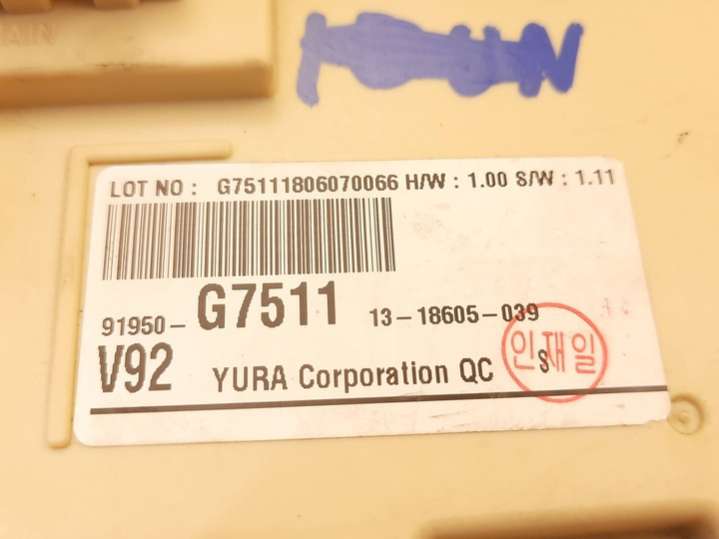 AIN
LOT NO : G75111806070066 H/W : 1.00 S/W : 1.11
91950-G7511 13-18605-039
V92 YURA Corporation QC S
인재일